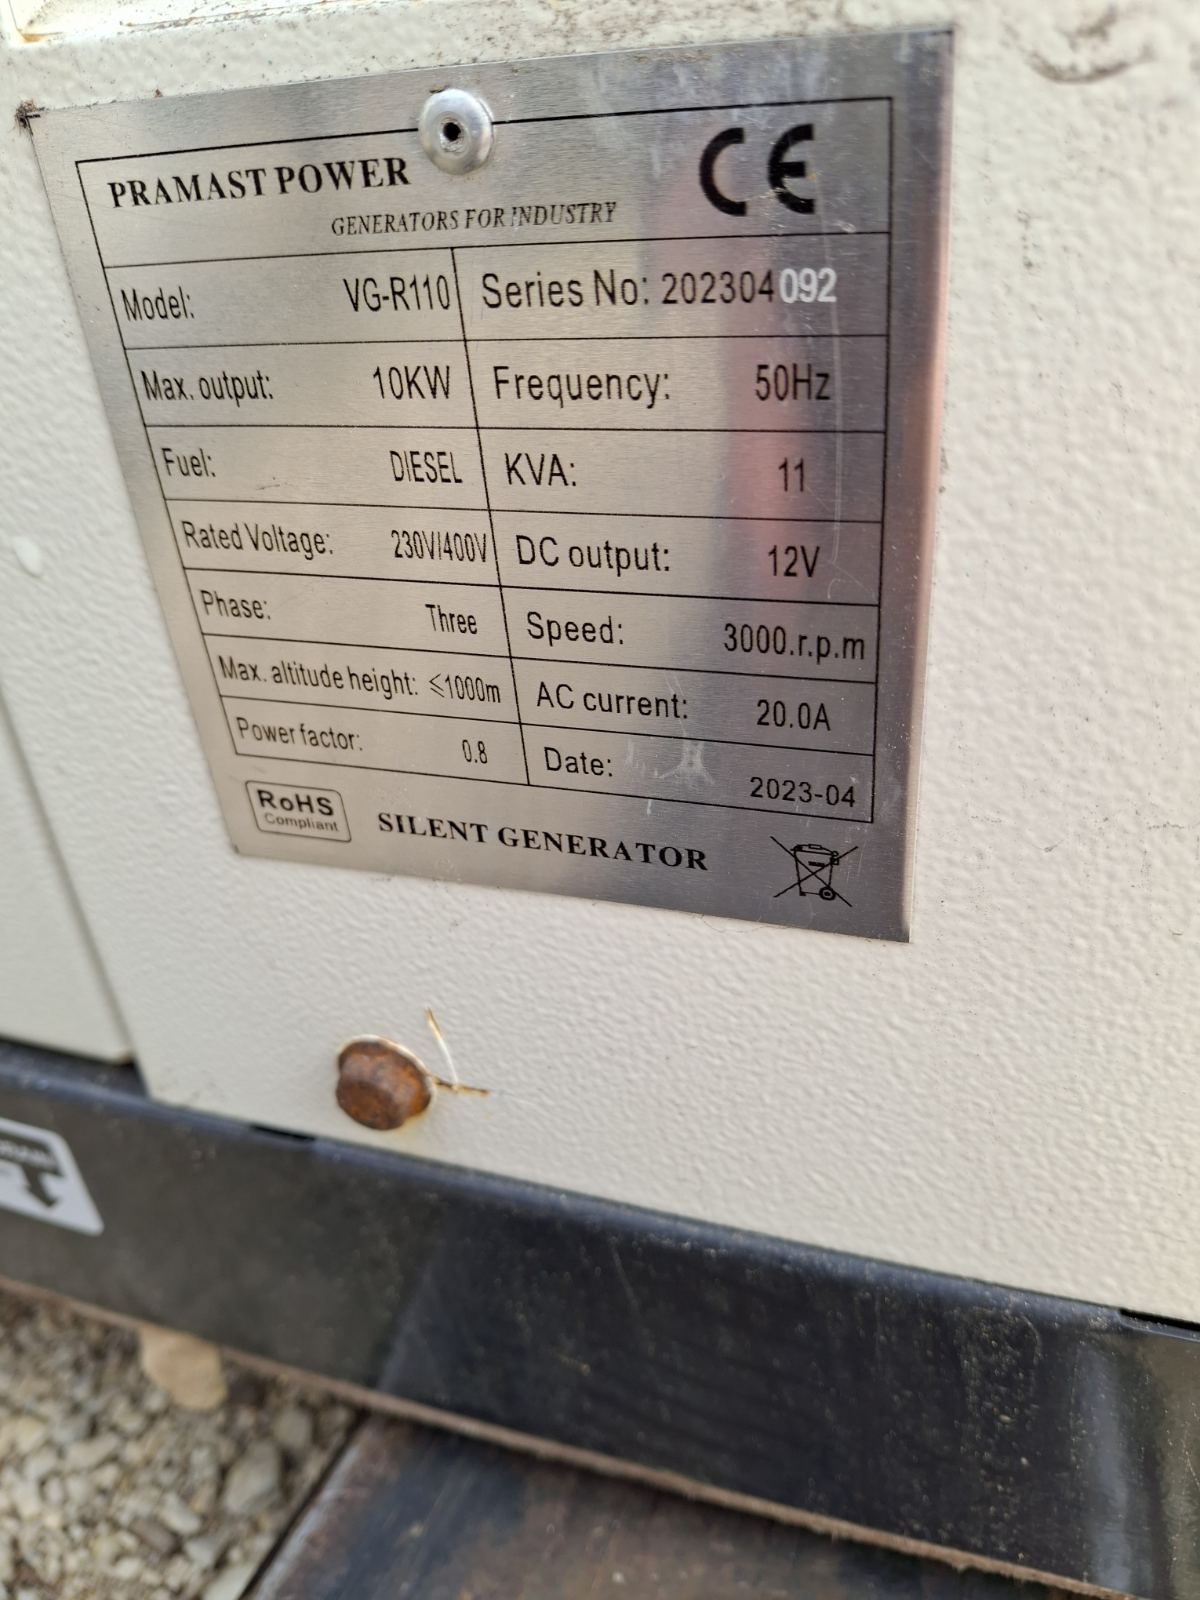 PRAMAST POWER
GENERATORS FOR INDUSTRY
CE
Model: VG-R110 Series No: 202304092
Max. output: 10KW Frequency: 50Hz
Fuel: DIESEL KVA: 11
Rated Voltage: 230V/400V DC output: 12V
Phase: Three Speed: 3000.r.p.m
Max. altitude height: ≤1000m AC current: 20.0A
Power factor: 0.8 Date: 2023-04
RoHS
Compliant
SILENT GENERATOR